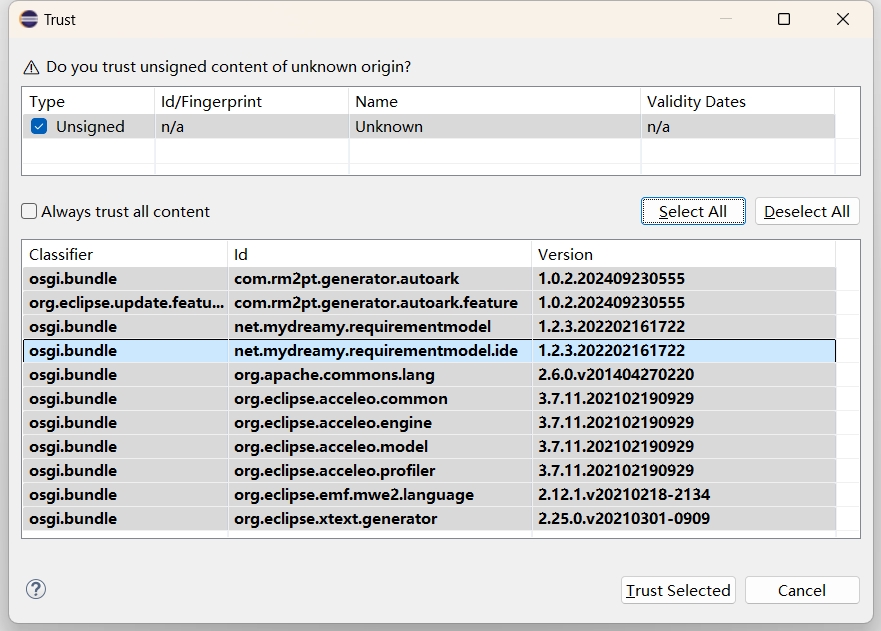 Trust
Do you trust unsigned content of unknown origin?
Type Id/Fingerprint Name Validity Dates
Unsigned n/a Unknown n/a
Always trust all content Select All Deselect All
Classifier Id Version
osgi.bundle com.rm2pt.generator.autoark 1.0.2.202409230555
org.eclipse.update.featu... com.rm2pt.generator.autoark.feature 1.0.2.202409230555
osgi.bundle net.mydreamy.requirementmodel 1.2.3.202202161722
osgi.bundle net.mydreamy.requirementmodel.ide 1.2.3.202202161722
osgi.bundle org.apache.commons.lang 2.6.0.v201404270220
osgi.bundle org.eclipse.acceleo.common 3.7.11.202102190929
osgi.bundle org.eclipse.acceleo.engine 3.7.11.202102190929
osgi.bundle org.eclipse.acceleo.model 3.7.11.202102190929
osgi.bundle org.eclipse.acceleo.profiler 3.7.11.202102190929
osgi.bundle org.eclipse.emf.mwe2.language 2.12.1.v20210218-2134
osgi.bundle org.eclipse.xtext.generator 2.25.0.v20210301-0909
? Trust Selected Cancel